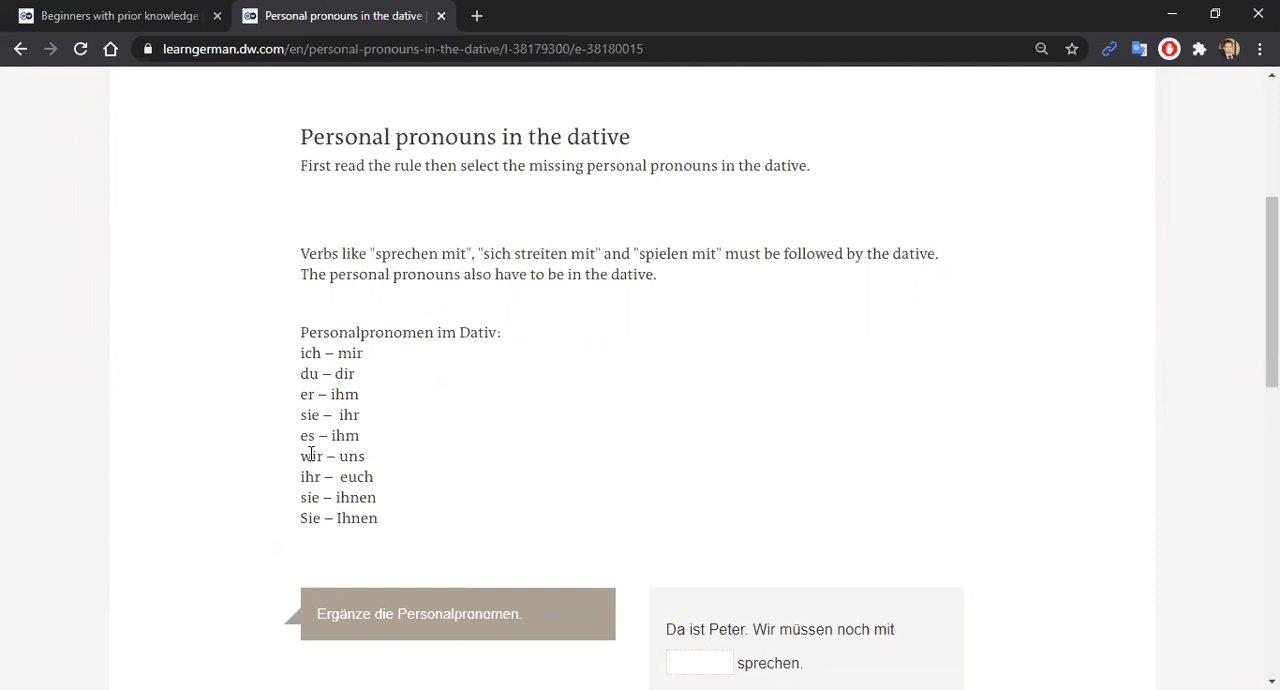 Beginners with prior knowledge
Personal pronouns in the dative |
learngerman.dw.com/en/personal-pronouns-in-the-dative/l-38179300/e-38180015
Personal pronouns in the dative
First read the rule then select the missing personal pronouns in the dative.
Verbs like "sprechen mit", "sich streiten mit" and "spielen mit" must be followed by the dative.
The personal pronouns also have to be in the dative.
Personalpronomen im Dativ:
ich – mir
du – dir
er – ihm
sie –  ihr
es – ihm
wir – uns
ihr –  euch
sie – ihnen
Sie – Ihnen
Ergänze die Personalpronomen.
Da ist Peter. Wir müssen noch mit
sprechen.